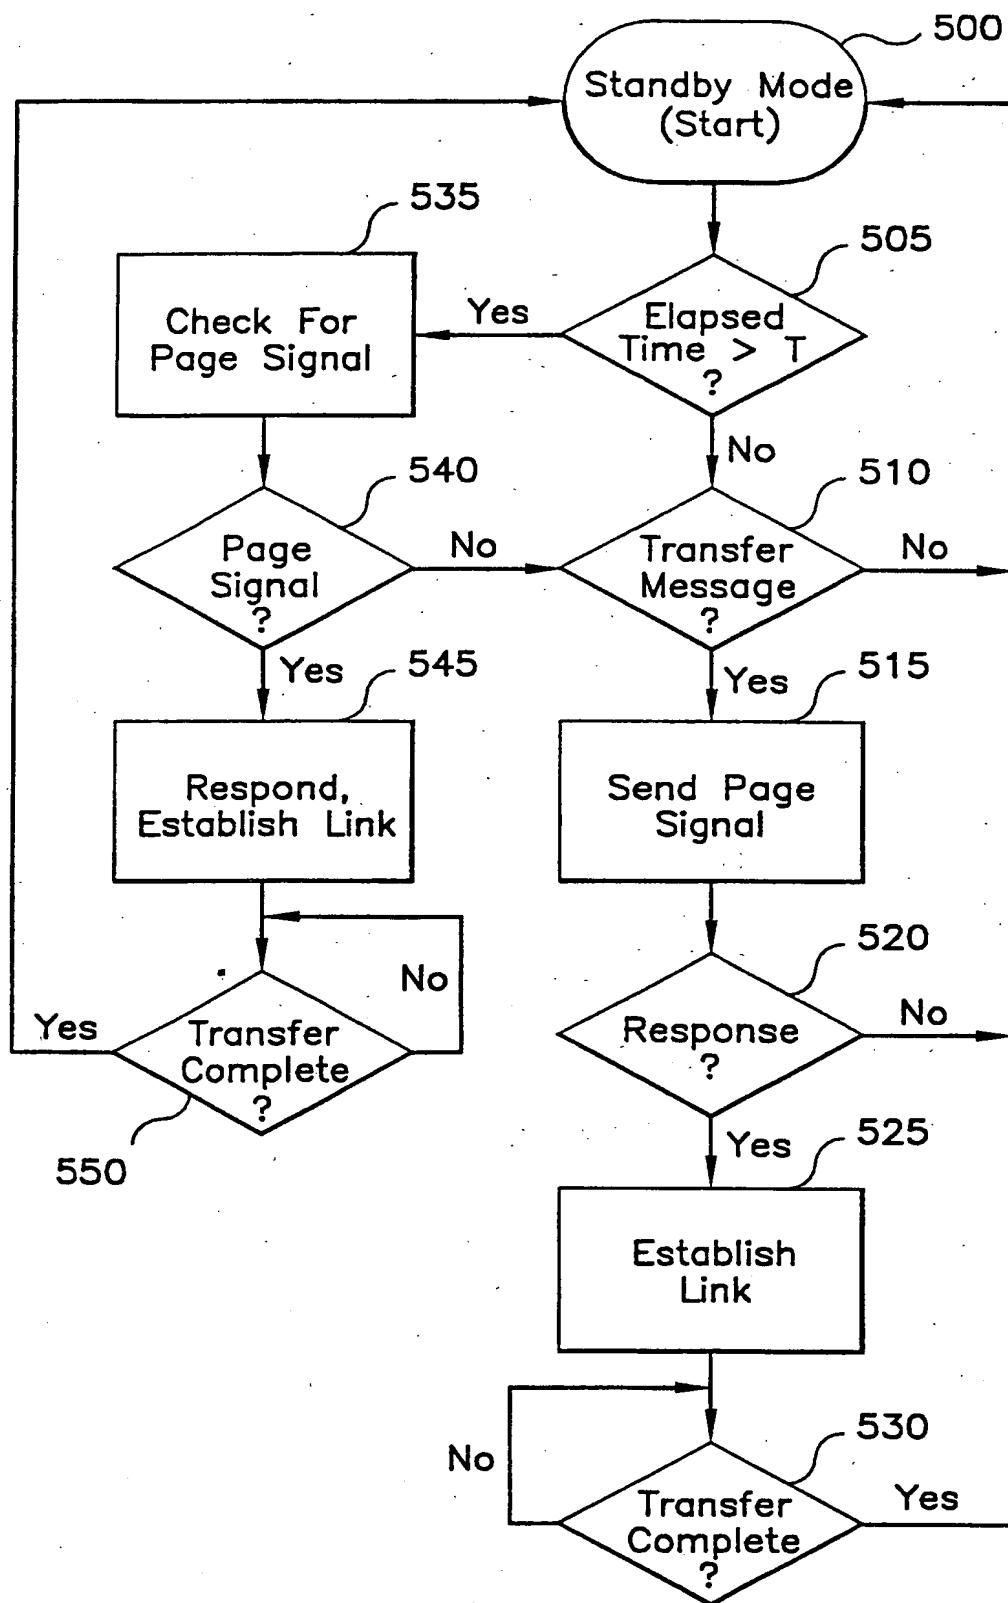 500
Standby Mode
(Start)
535
505
Check For
Page Signal
Yes
Elapsed
Time > T
?
No
540
510
Page
Signal
?
No
Transfer
Message
?
No
Yes
545
Yes
515
Respond,
Establish Link
Send Page
Signal
520
No
Yes
Transfer
Complete
?
550
Response
?
No
Yes
525
Establish
Link
530
No
Transfer
Complete
?
Yes